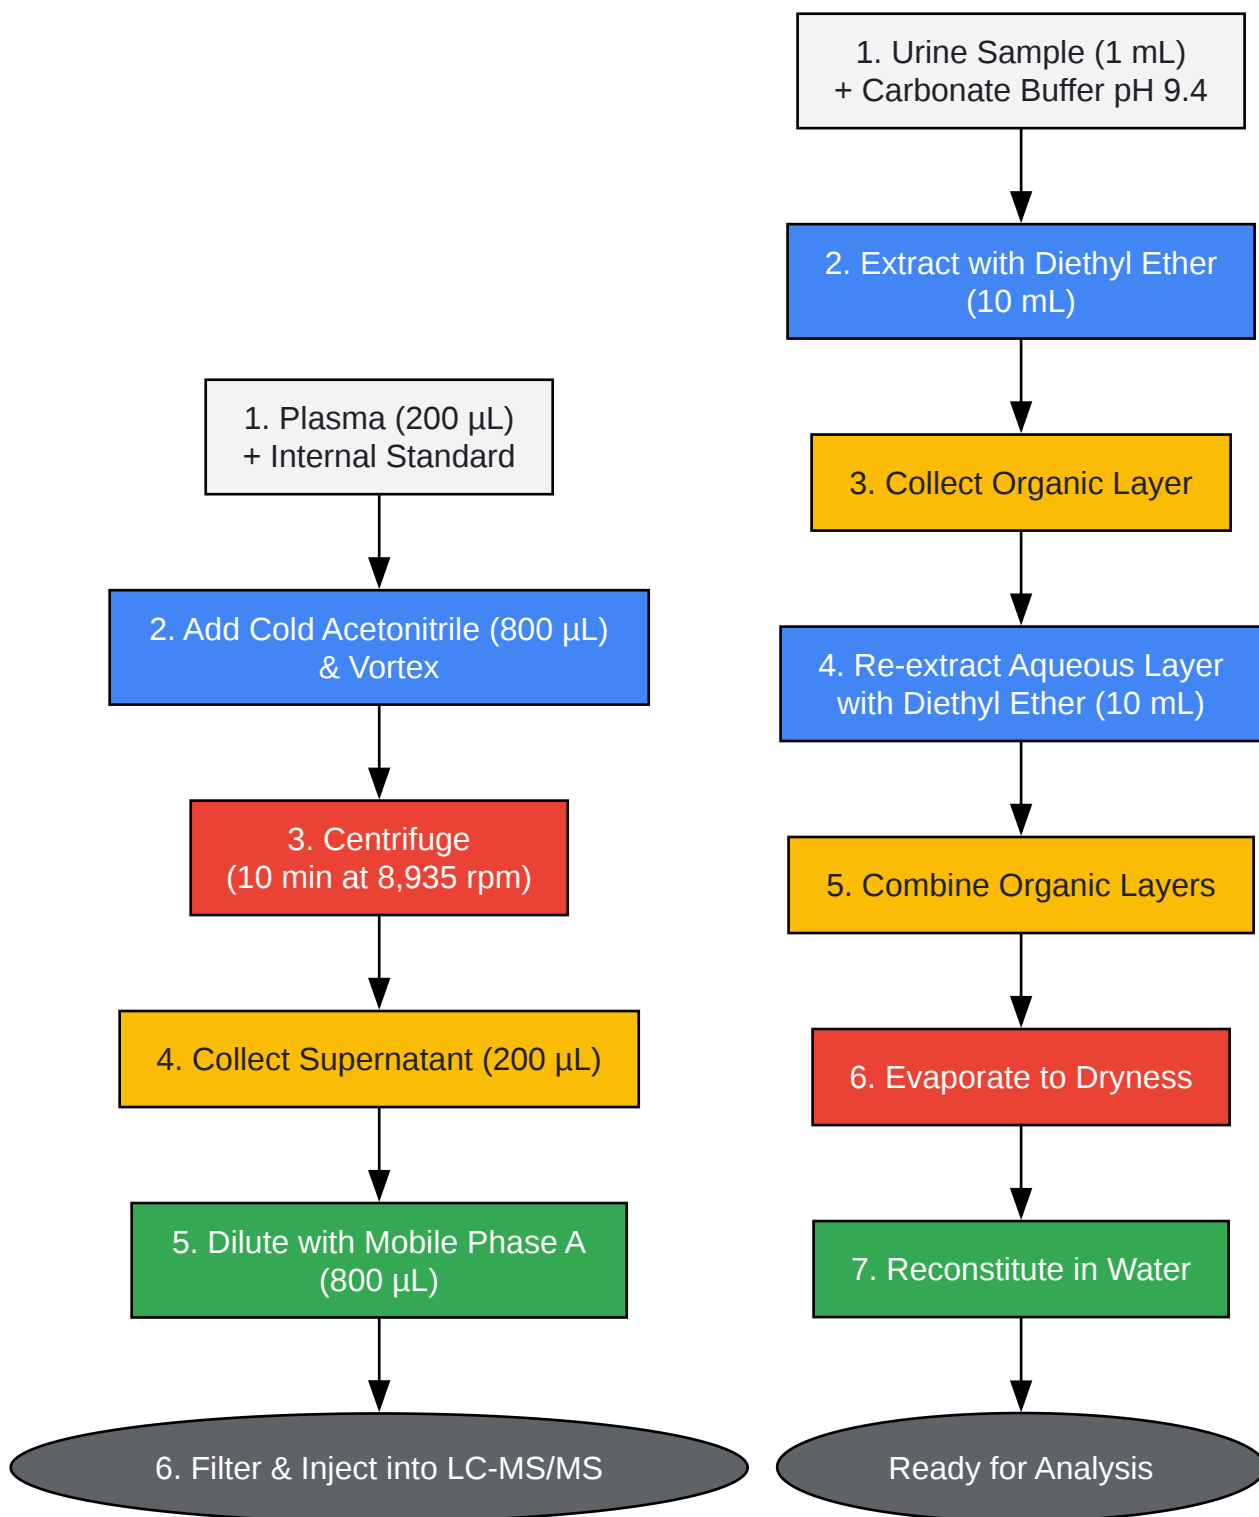 1. Plasma (200 µL)
+ Internal Standard
2. Add Cold Acetonitrile (800 µL)
& Vortex
3. Centrifuge
(10 min at 8,935 rpm)
4. Collect Supernatant (200 µL)
5. Dilute with Mobile Phase A
(800 µL)
6. Filter & Inject into LC-MS/MS
1. Urine Sample (1 mL)
+ Carbonate Buffer pH 9.4
2. Extract with Diethyl Ether
(10 mL)
3. Collect Organic Layer
4. Re-extract Aqueous Layer
with Diethyl Ether (10 mL)
5. Combine Organic Layers
6. Evaporate to Dryness
7. Reconstitute in Water
Ready for Analysis